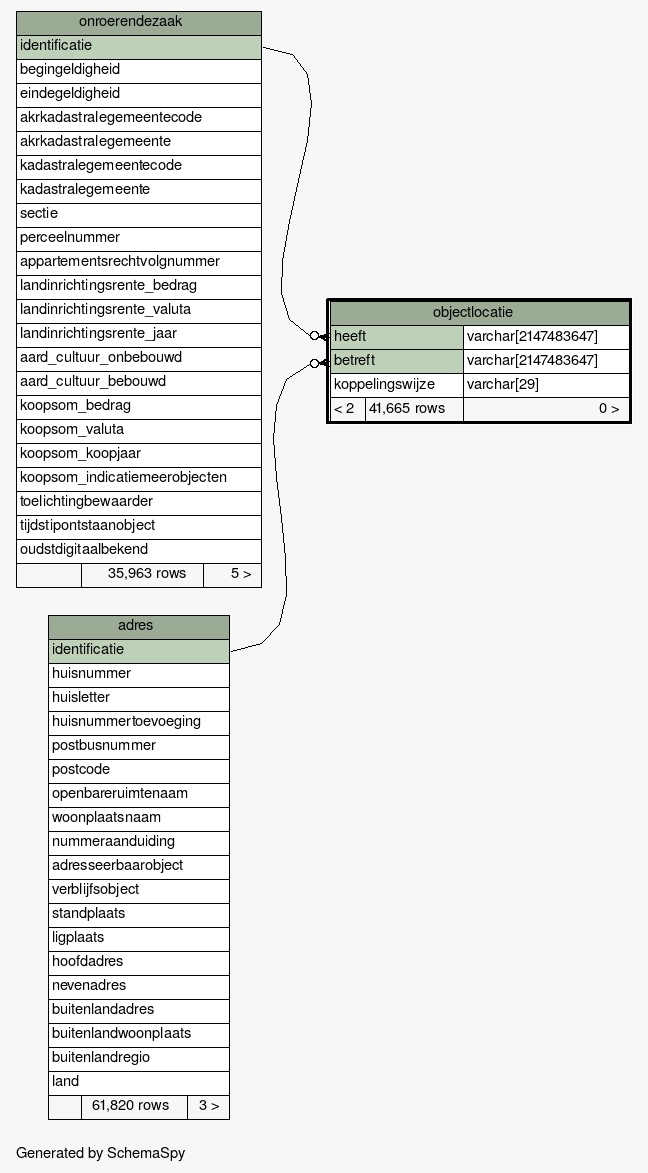 onroerendezaak
identificatie
begingeldigheid
eindegeldigheid
akrkadastralegemeentecode
akrkadastralegemeente
kadastralegemeentecode
kadastralegemeente
sectie
perceelnummer
appartementsrechtvolgnummer
landinrichtingsrente_bedrag
landinrichtingsrente_valuta
landinrichtingsrente_jaar
aard_cultuur_onbebouwd
aard_cultuur_bebouwd
koopsom_bedrag
koopsom_valuta
koopsom_koopjaar
koopsom_indicatiemeerobjecten
toelichtingbewaarder
tijdstipontstaanobject
oudstdigitaalbekend
35,963 rows 5 >
objectlocatie
heeft varchar[2147483647]
betreft varchar[2147483647]
koppelingswijze varchar[29]
< 2 41,665 rows 0 >
adres
identificatie
huisnummer
huisletter
huisnummertoevoeging
postbusnummer
postcode
openbareruimtenaam
woonplaatsnaam
nummeraanduiding
adresseerbaarobject
verblijfsobject
standplaats
ligplaats
hoofdadres
nevenadres
buitenlandadres
buitenlandwoonplaats
buitenlandregio
land
61,820 rows 3 >
Generated by SchemaSpy